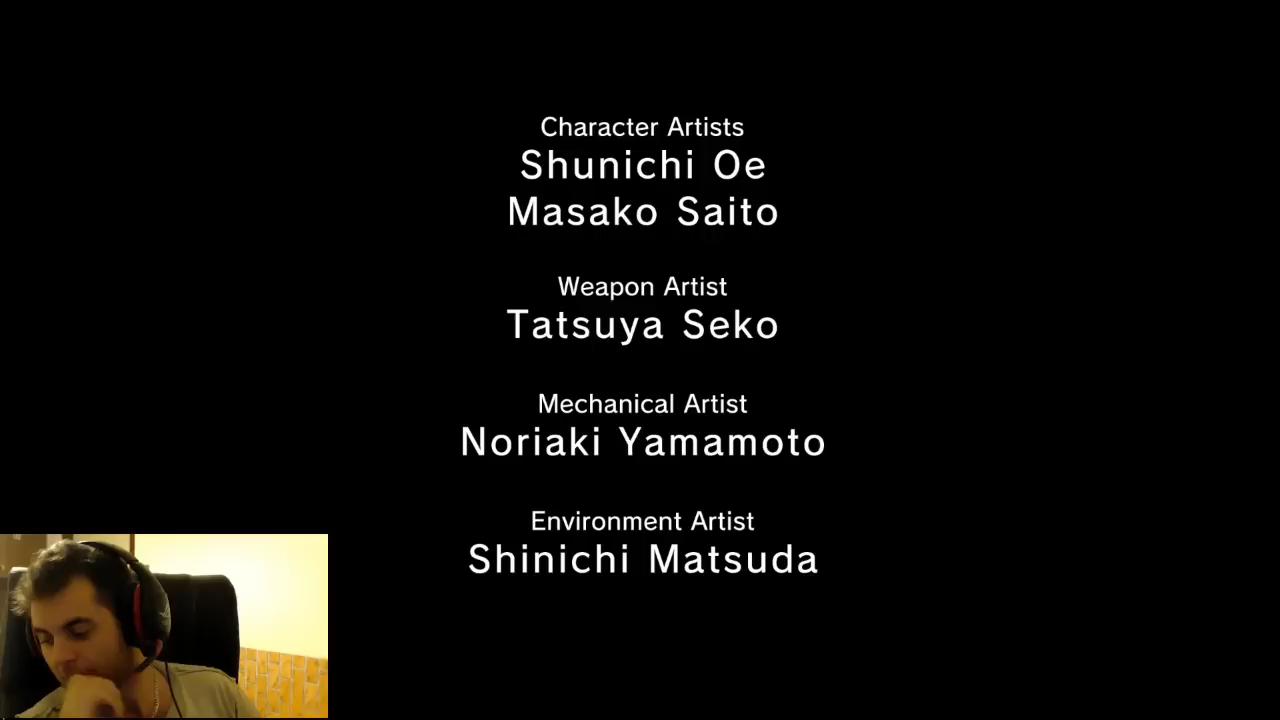 Character Artists
Shunichi Oe
Masako Saito
Weapon Artist
Tatsuya Seko
Mechanical Artist
Noriaki Yamamoto
Environment Artist
Shinichi Matsuda